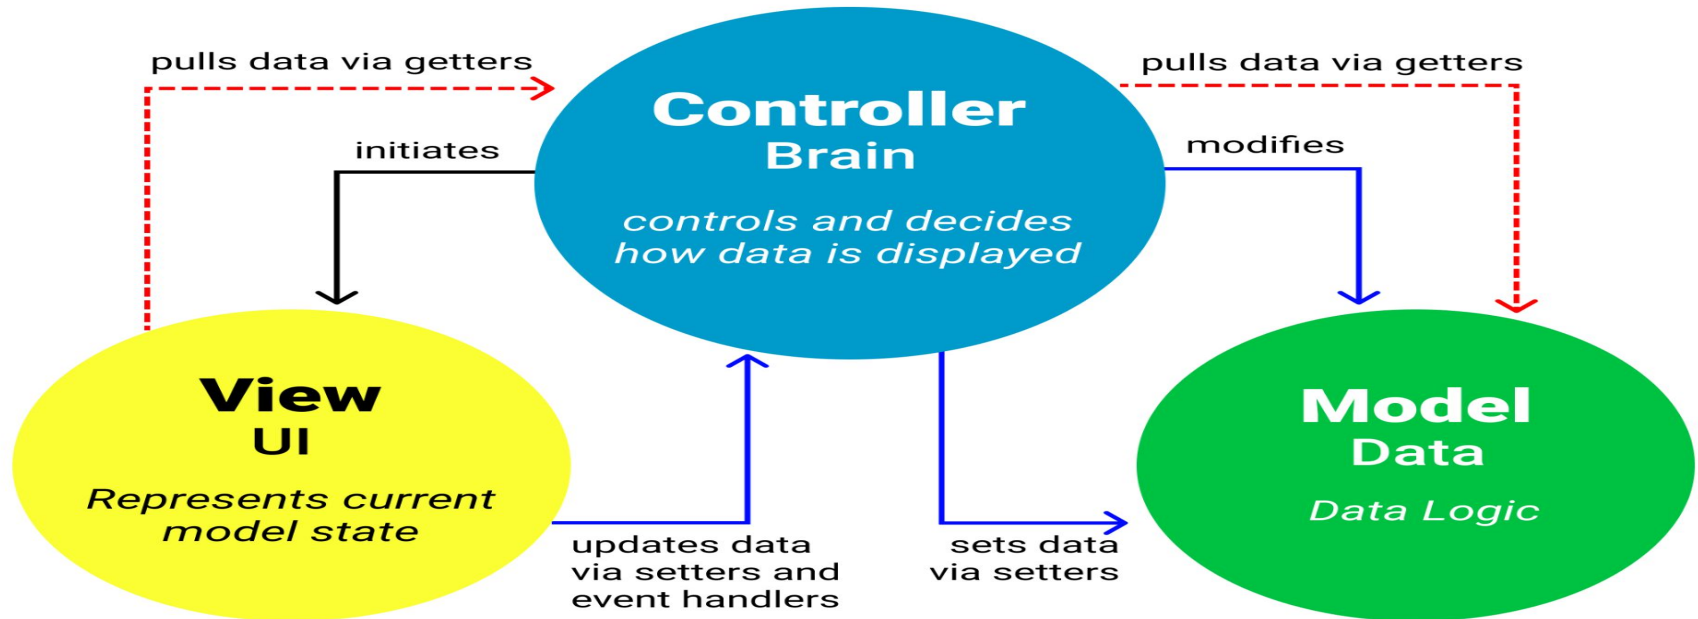 pulls data via getters
pulls data via getters
initiates
modifies
Controller
Brain
controls and decides
how data is displayed
View
UI
Represents current
model state
updates data
via setters and
event handlers
sets data
via setters
Model
Data
Data Logic